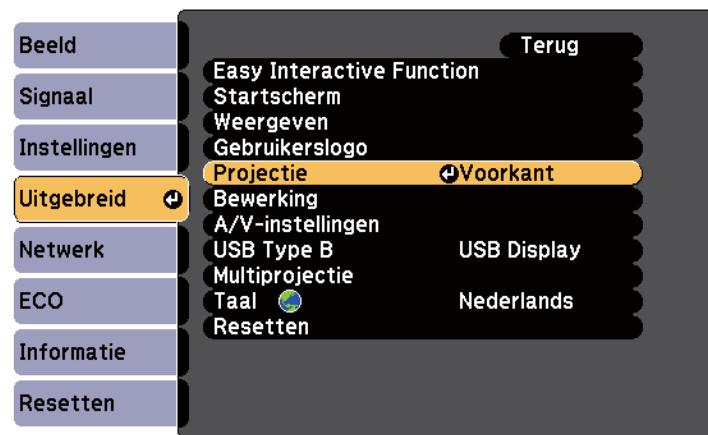 Beeld
Signaal
Instellingen
Uitgebreid
Netwerk
ECO
Informatie
Resetten
Terug
Easy Interactive Function
Startscherm
Weergeven
Gebruikerslogo
Projectie Voorkant
Bewerking
A/V-instellingen
USB Type B USB Display
Multiprojectie
Taal Nederlands
Resetten